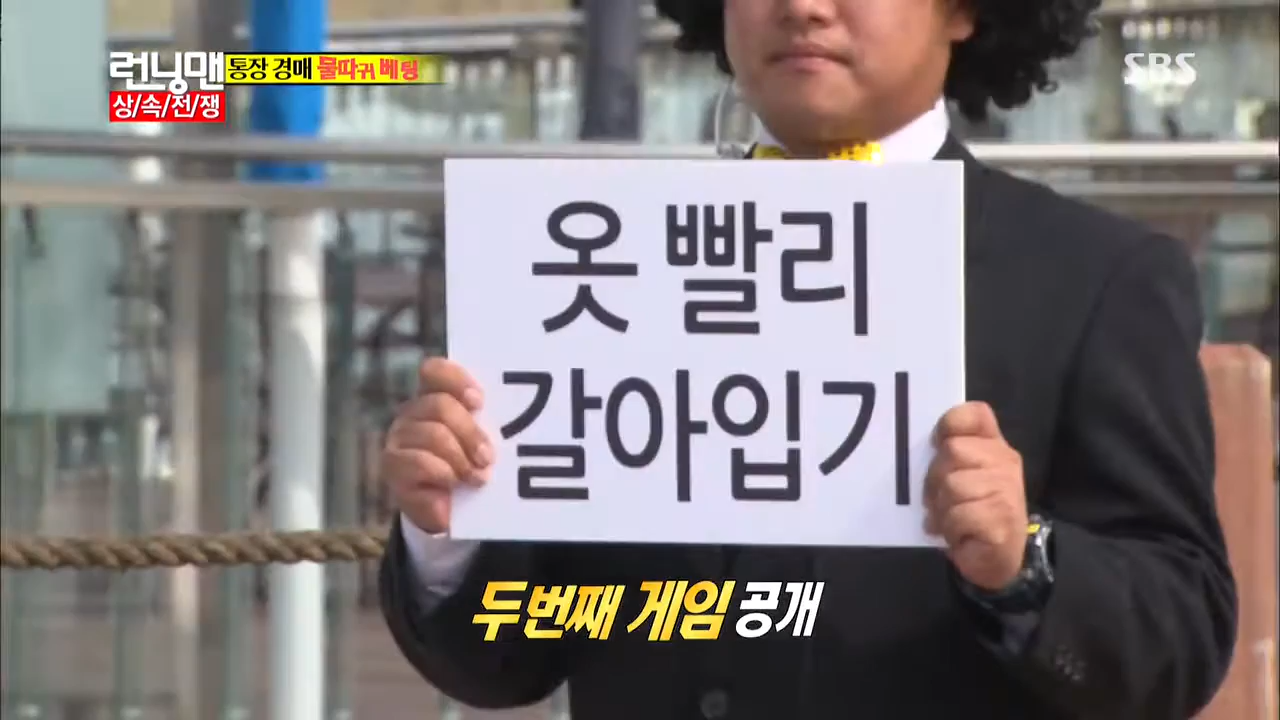 런닝맨 통장 경매 물따귀 베팅
상/속/전/쟁
SBS
옷 빨리
갈아입기
두번째 게임 공개